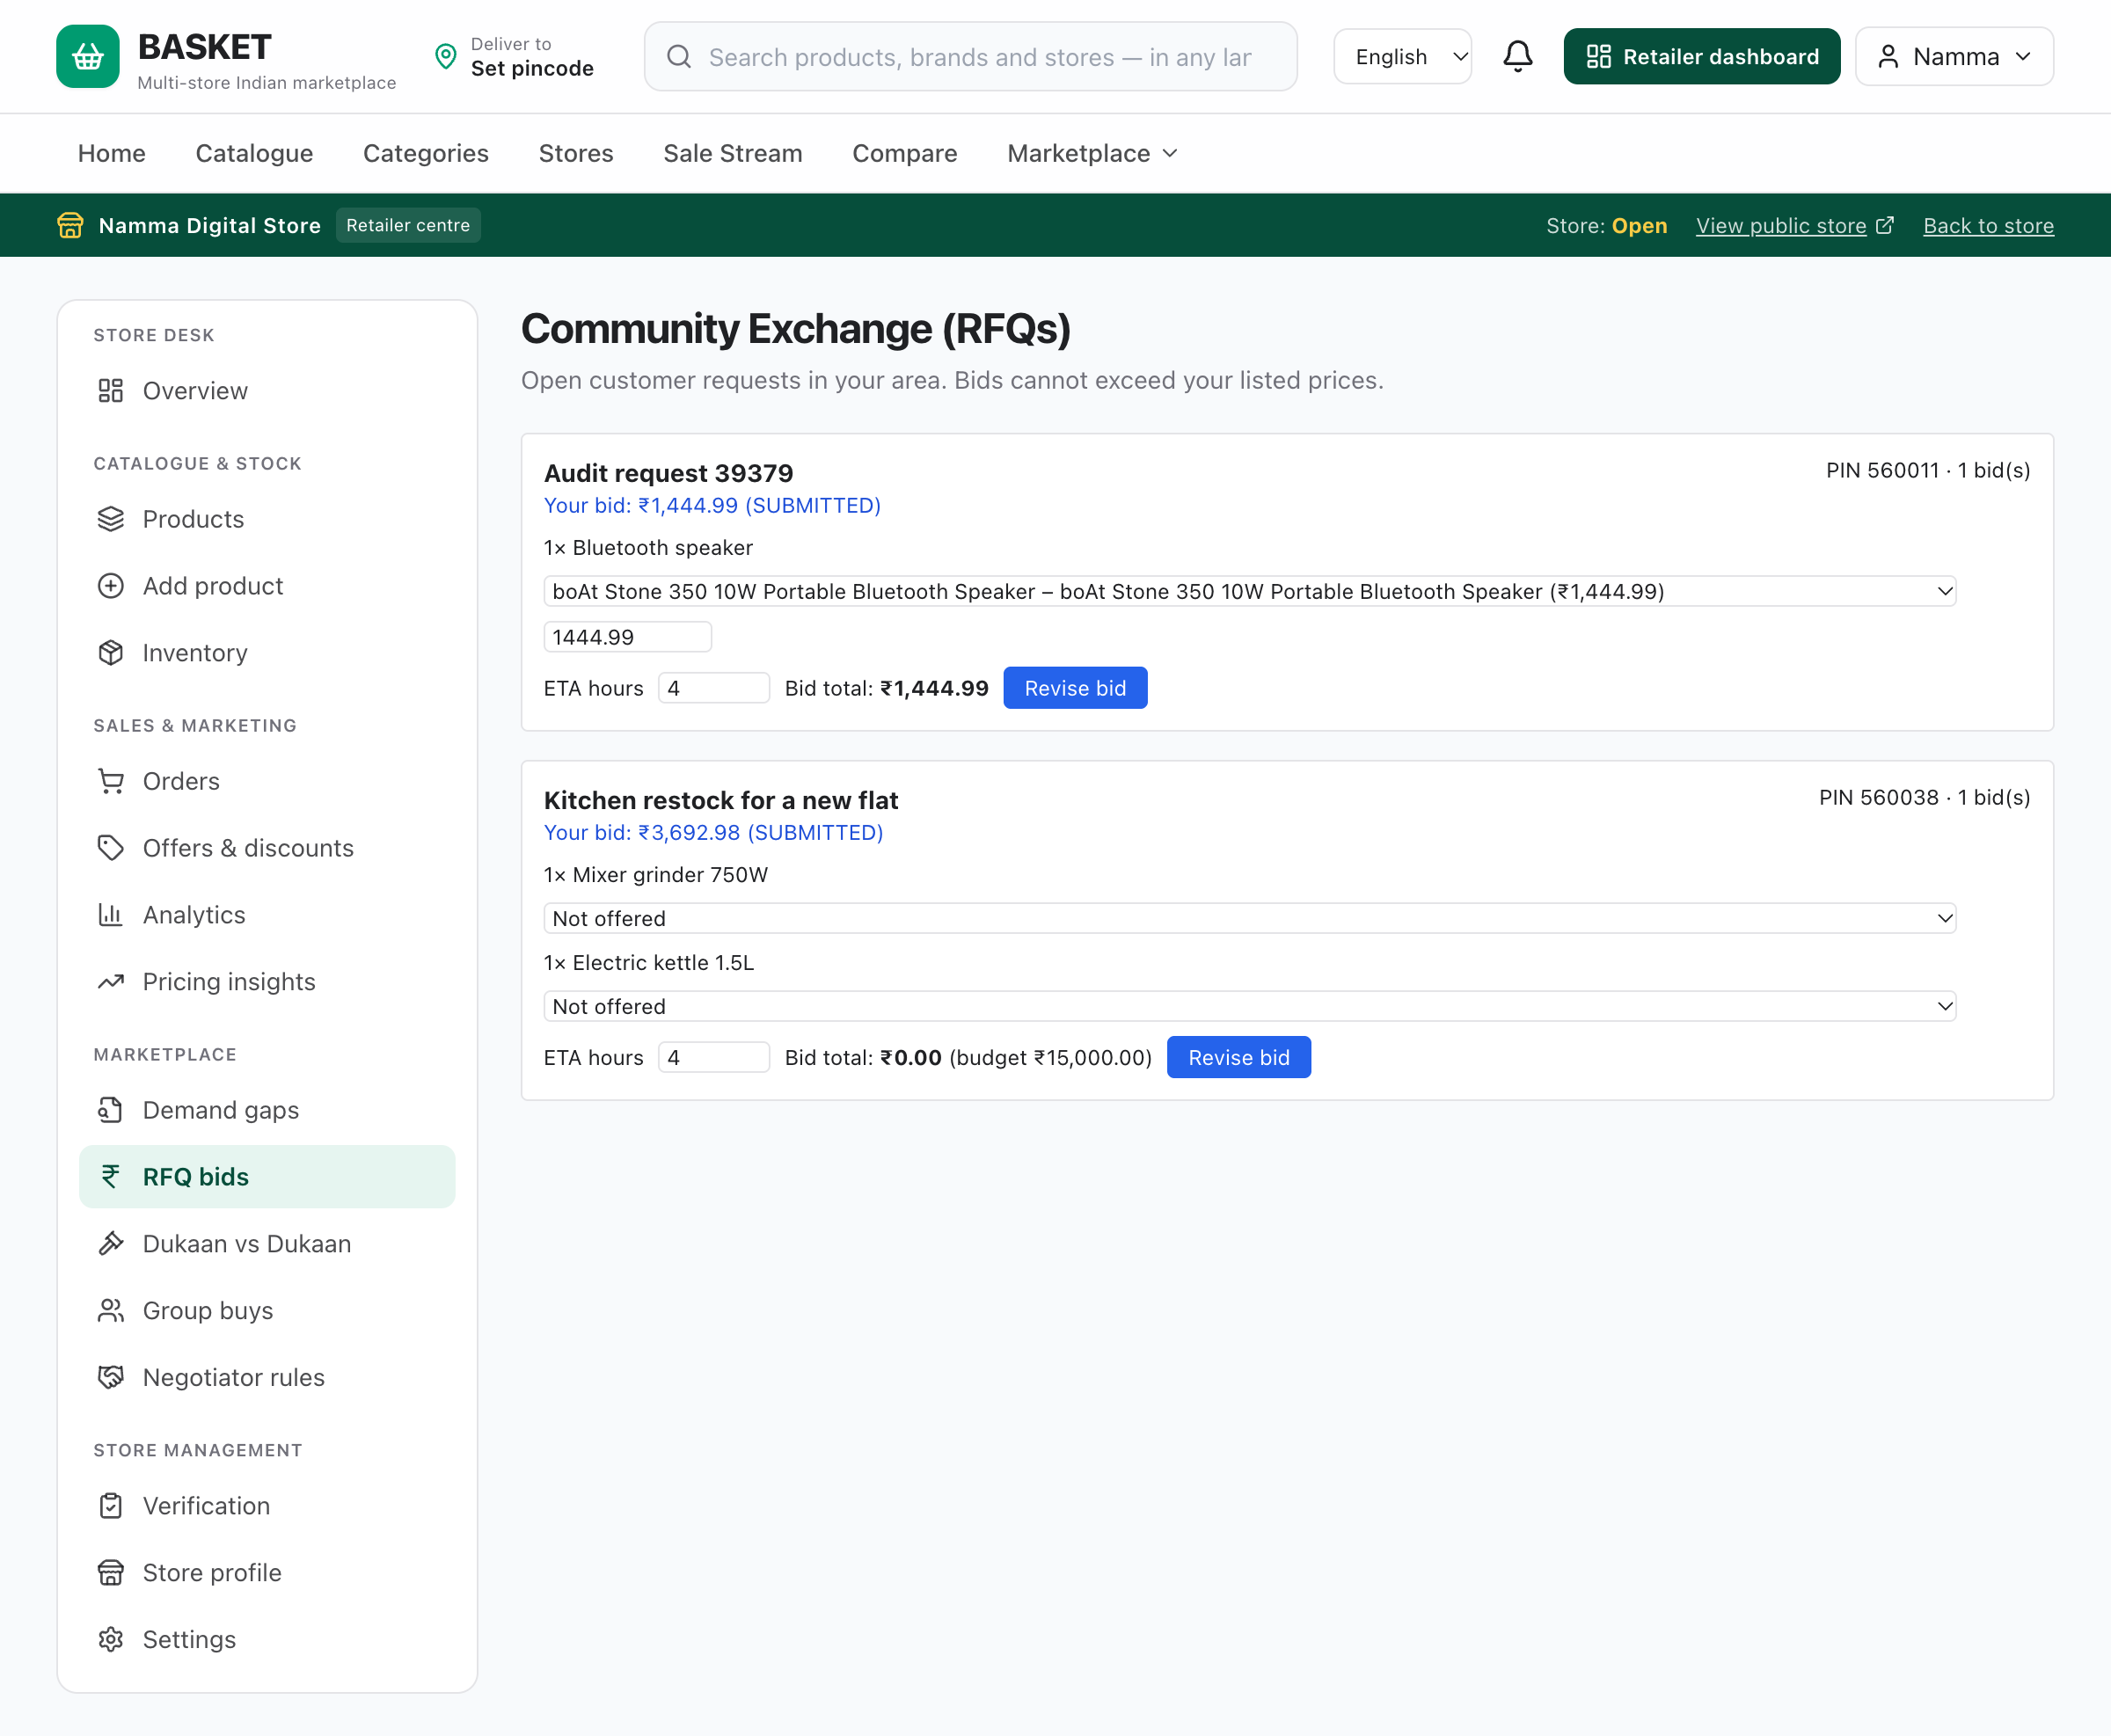 BASKET
Multi-store Indian marketplace
Deliver to
Set pincode
Search products, brands and stores — in any lar
English
Retailer dashboard
Namma
Home
Catalogue
Categories
Stores
Sale Stream
Compare
Marketplace
Namma Digital Store
Retailer centre
Store: Open
View public store
Back to store
STORE DESK
Overview
CATALOGUE & STOCK
Products
Add product
Inventory
SALES & MARKETING
Orders
Offers & discounts
Analytics
Pricing insights
MARKETPLACE
Demand gaps
RFQ bids
Dukaan vs Dukaan
Group buys
Negotiator rules
STORE MANAGEMENT
Verification
Store profile
Settings
Community Exchange (RFQs)
Open customer requests in your area. Bids cannot exceed your listed prices.
Audit request 39379
PIN 560011 · 1 bid(s)
Your bid: ₹1,444.99 (SUBMITTED)
1× Bluetooth speaker
boAt Stone 350 10W Portable Bluetooth Speaker – boAt Stone 350 10W Portable Bluetooth Speaker (₹1,444.99)
1444.99
ETA hours 4 Bid total: ₹1,444.99 Revise bid
Kitchen restock for a new flat
PIN 560038 · 1 bid(s)
Your bid: ₹3,692.98 (SUBMITTED)
1× Mixer grinder 750W
Not offered
1× Electric kettle 1.5L
Not offered
ETA hours 4 Bid total: ₹0.00 (budget ₹15,000.00) Revise bid